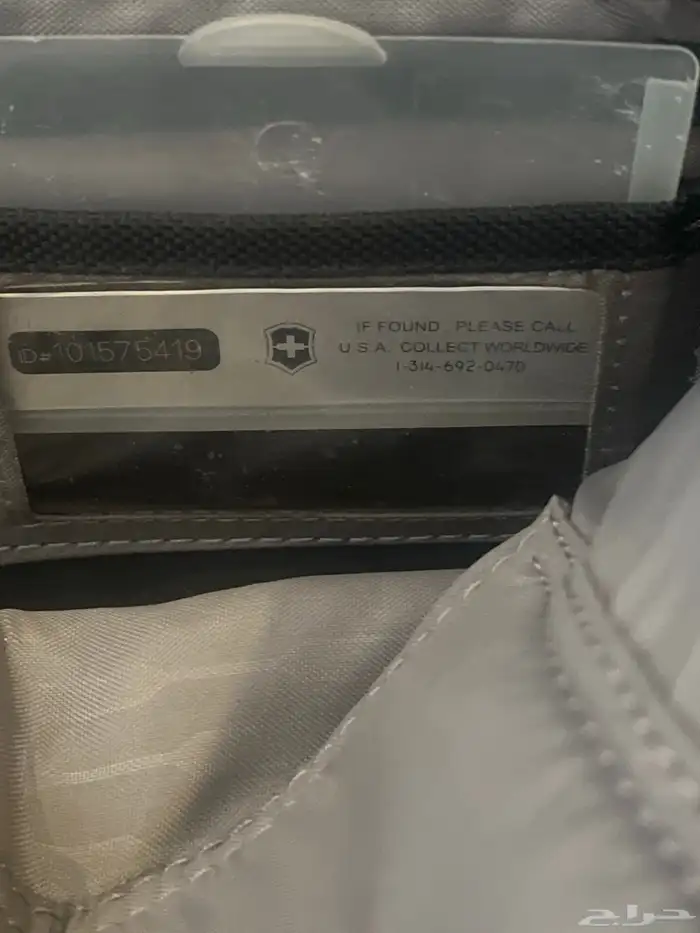 ID=101575419
IF FOUND PLEASE CALL
U.S.A. COLLECT WORLDWIDE
1-314-692-0470
حراج